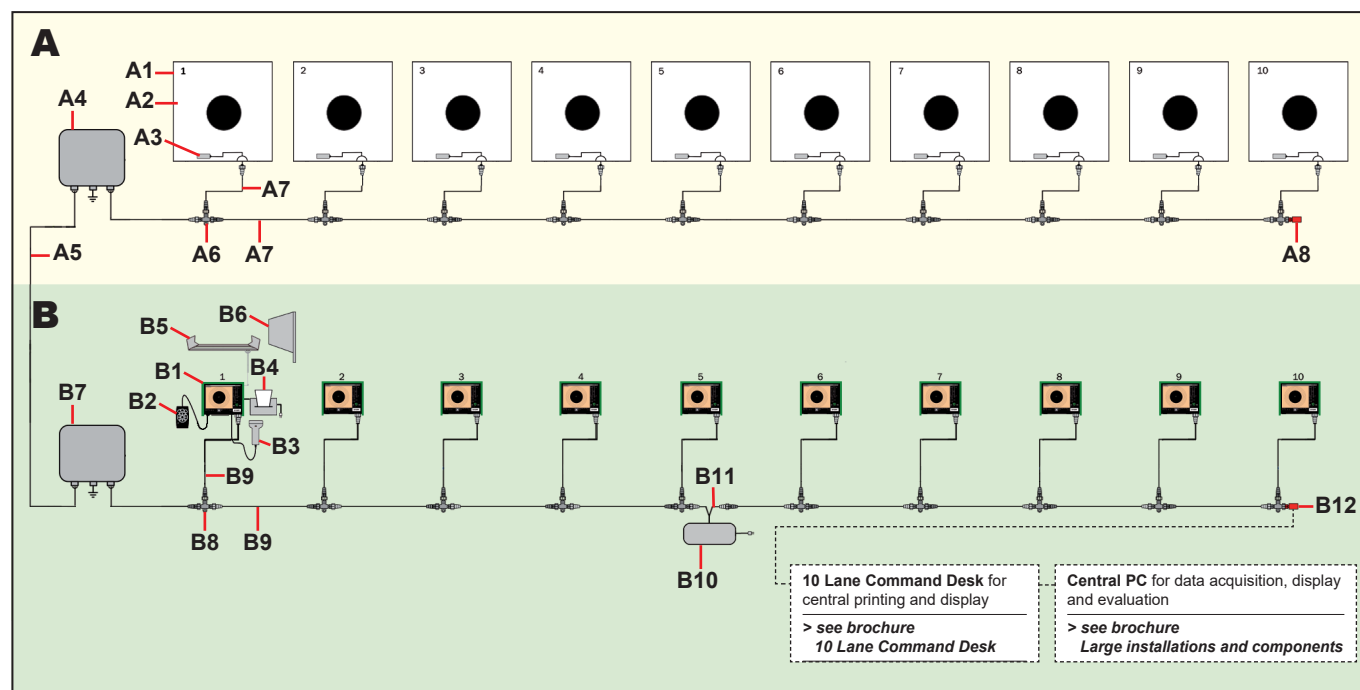 A
A1
1
2
3
4
5
6
7
8
9
10
A2
A4
A3
A7
A5
A6
A7
A8
B
B6
B5
B1
1
B4
2
3
4
5
6
7
8
9
10
B7
B2
B3
B9
B11
B8
B9
B12
B10
10 Lane Command Desk for
central printing and display
> see brochure
10 Lane Command Desk
Central PC for data acquisition, display
and evaluation
> see brochure
Large installations and components